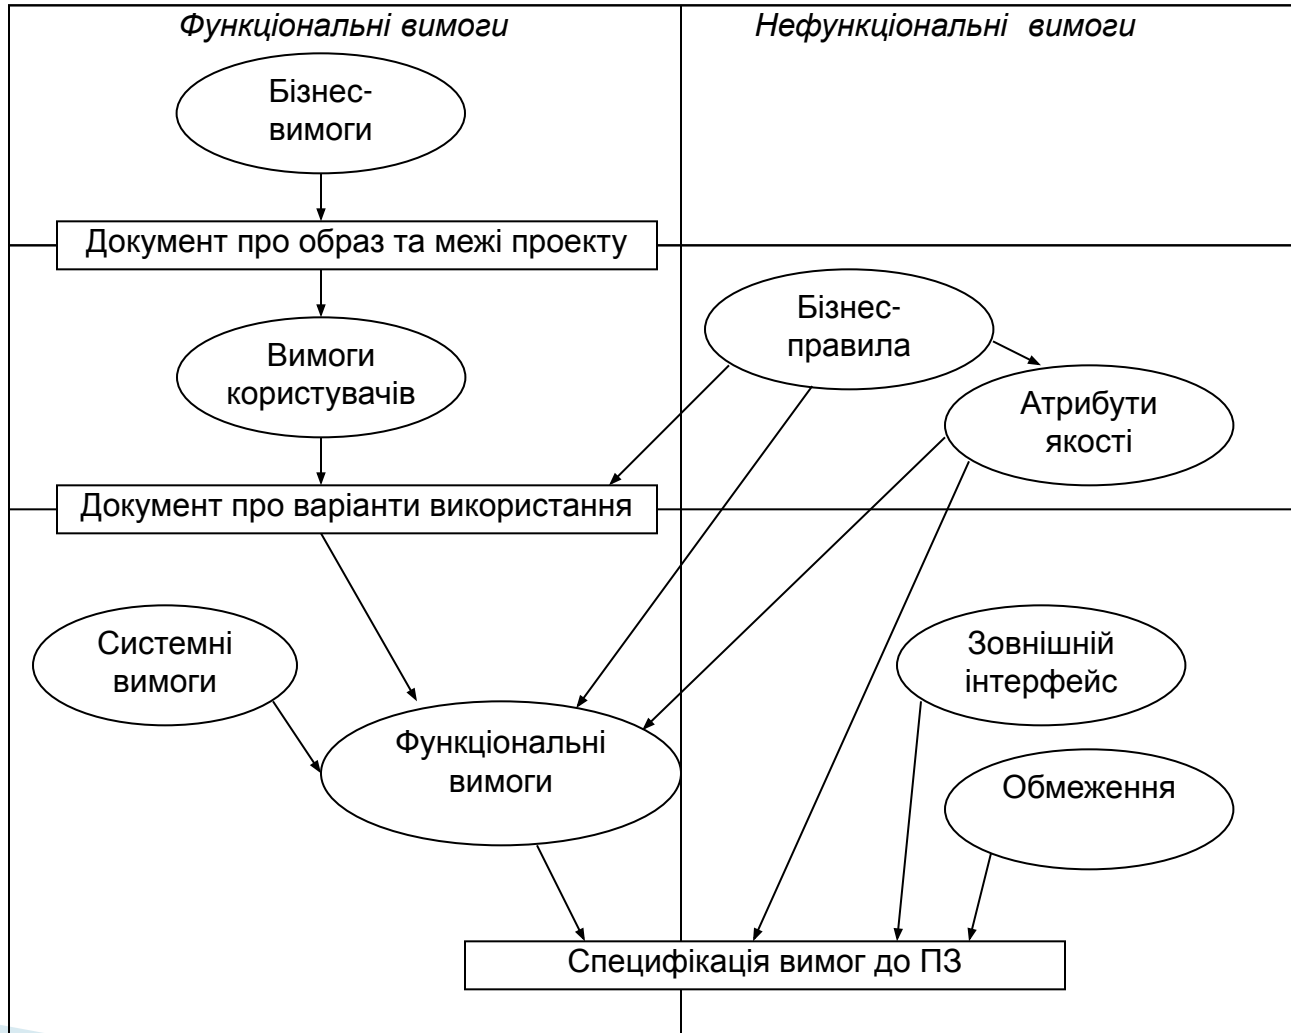 Функціональні вимоги
Нефункціональні вимоги
Бізнес-
вимоги
Документ про образ та межі проекту
Бізнес-
правила
Вимоги
користувачів
Атрибути
якості
Документ про варіанти використання
Системні
вимоги
Зовнішній
інтерфейс
Функціональні
вимоги
Обмеження
Специфікація вимог до ПЗ